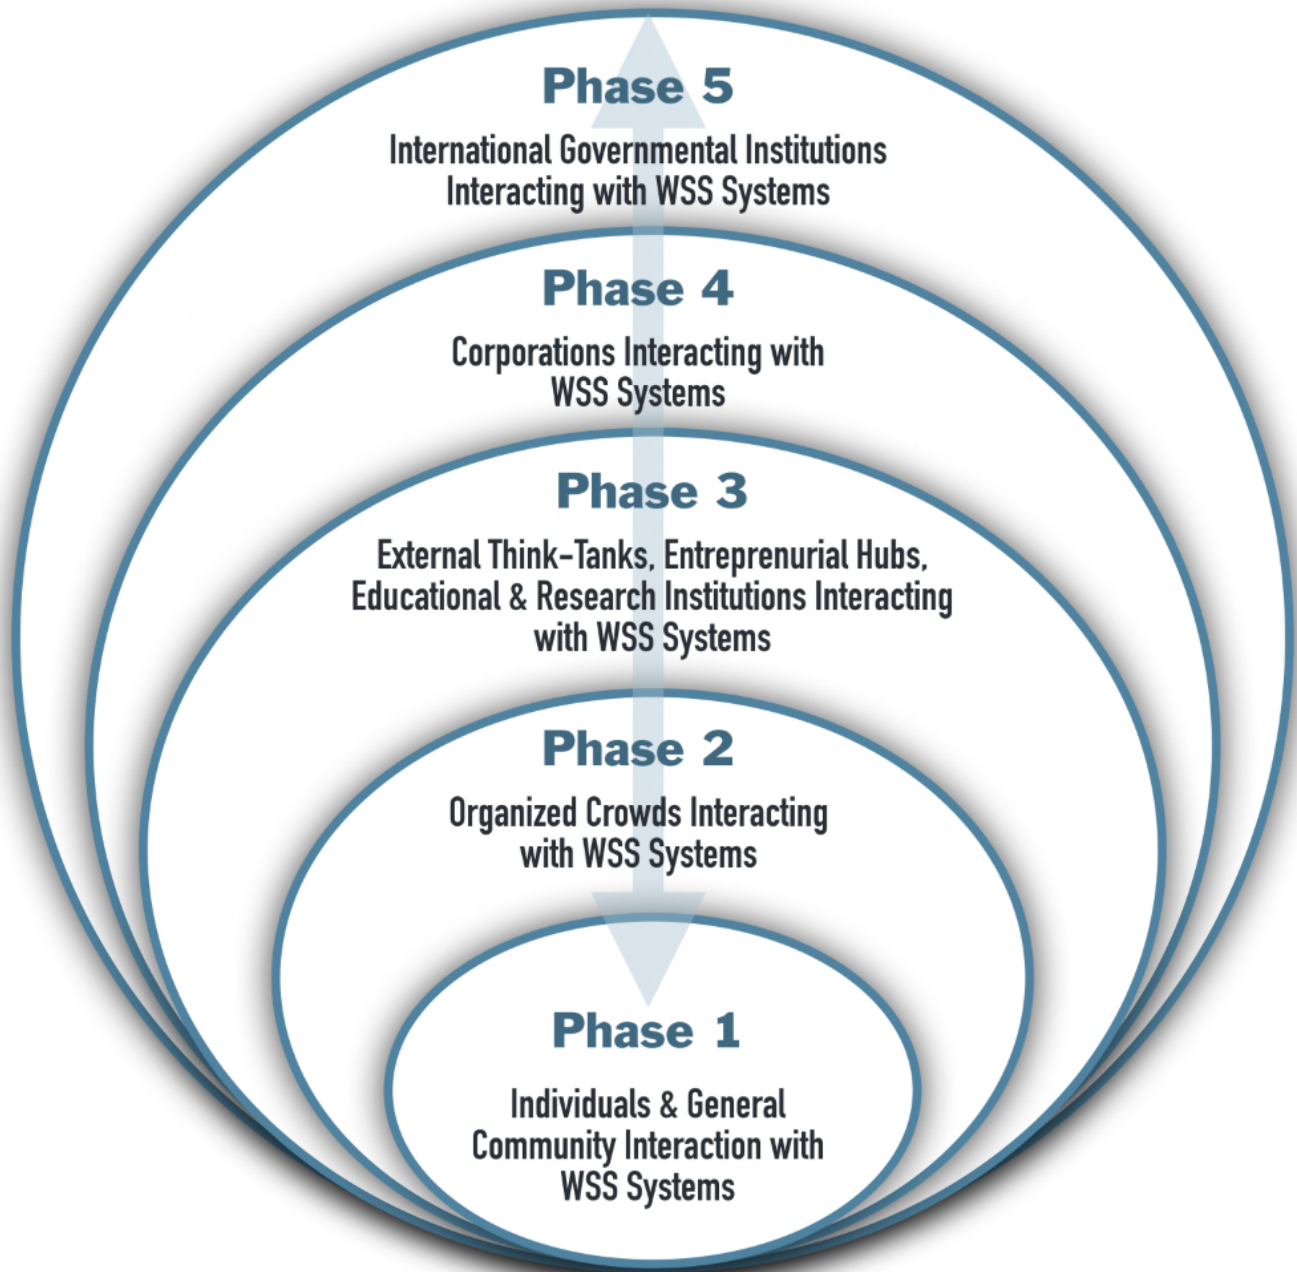 Phase 5
International Governmental Institutions
Interacting with WSS Systems
Phase 4
Corporations Interacting with
WSS Systems
Phase 3
External Think-Tanks, Entreprenurial Hubs,
Educational & Research Institutions Interacting
with WSS Systems
Phase 2
Organized Crowds Interacting
with WSS Systems
Phase 1
Individuals & General
Community Interaction with
WSS Systems